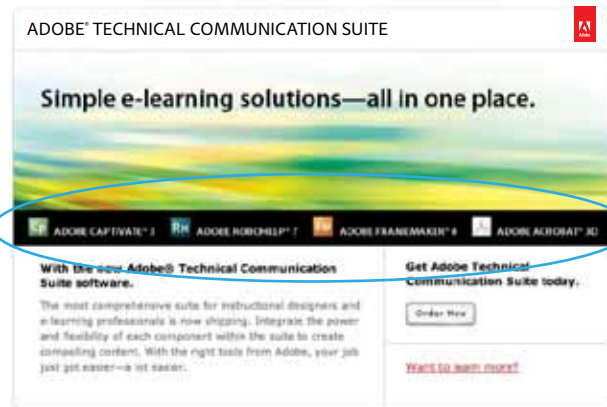 ADOBE® TECHNICAL COMMUNICATION SUITE
Adobe
Simple e-learning solutions—all in one place.
Cp ADOBE CAPTIVATE® 3 RH ADOBE ROBOHELP® 7 FM ADOBE FRAMEMAKER® 8 ADOBE ACROBAT® 3D
With the new Adobe® Technical Communication
Suite software.
The most comprehensive suite for instructional designers and
e-learning professionals is now shipping. Integrate the power
and flexibility of each component within the suite to create
compelling content. With the right tools from Adobe, your job
just got easier—a lot easier.
Get Adobe Technical
Communication Suite today.
Order Now
Want to learn more?